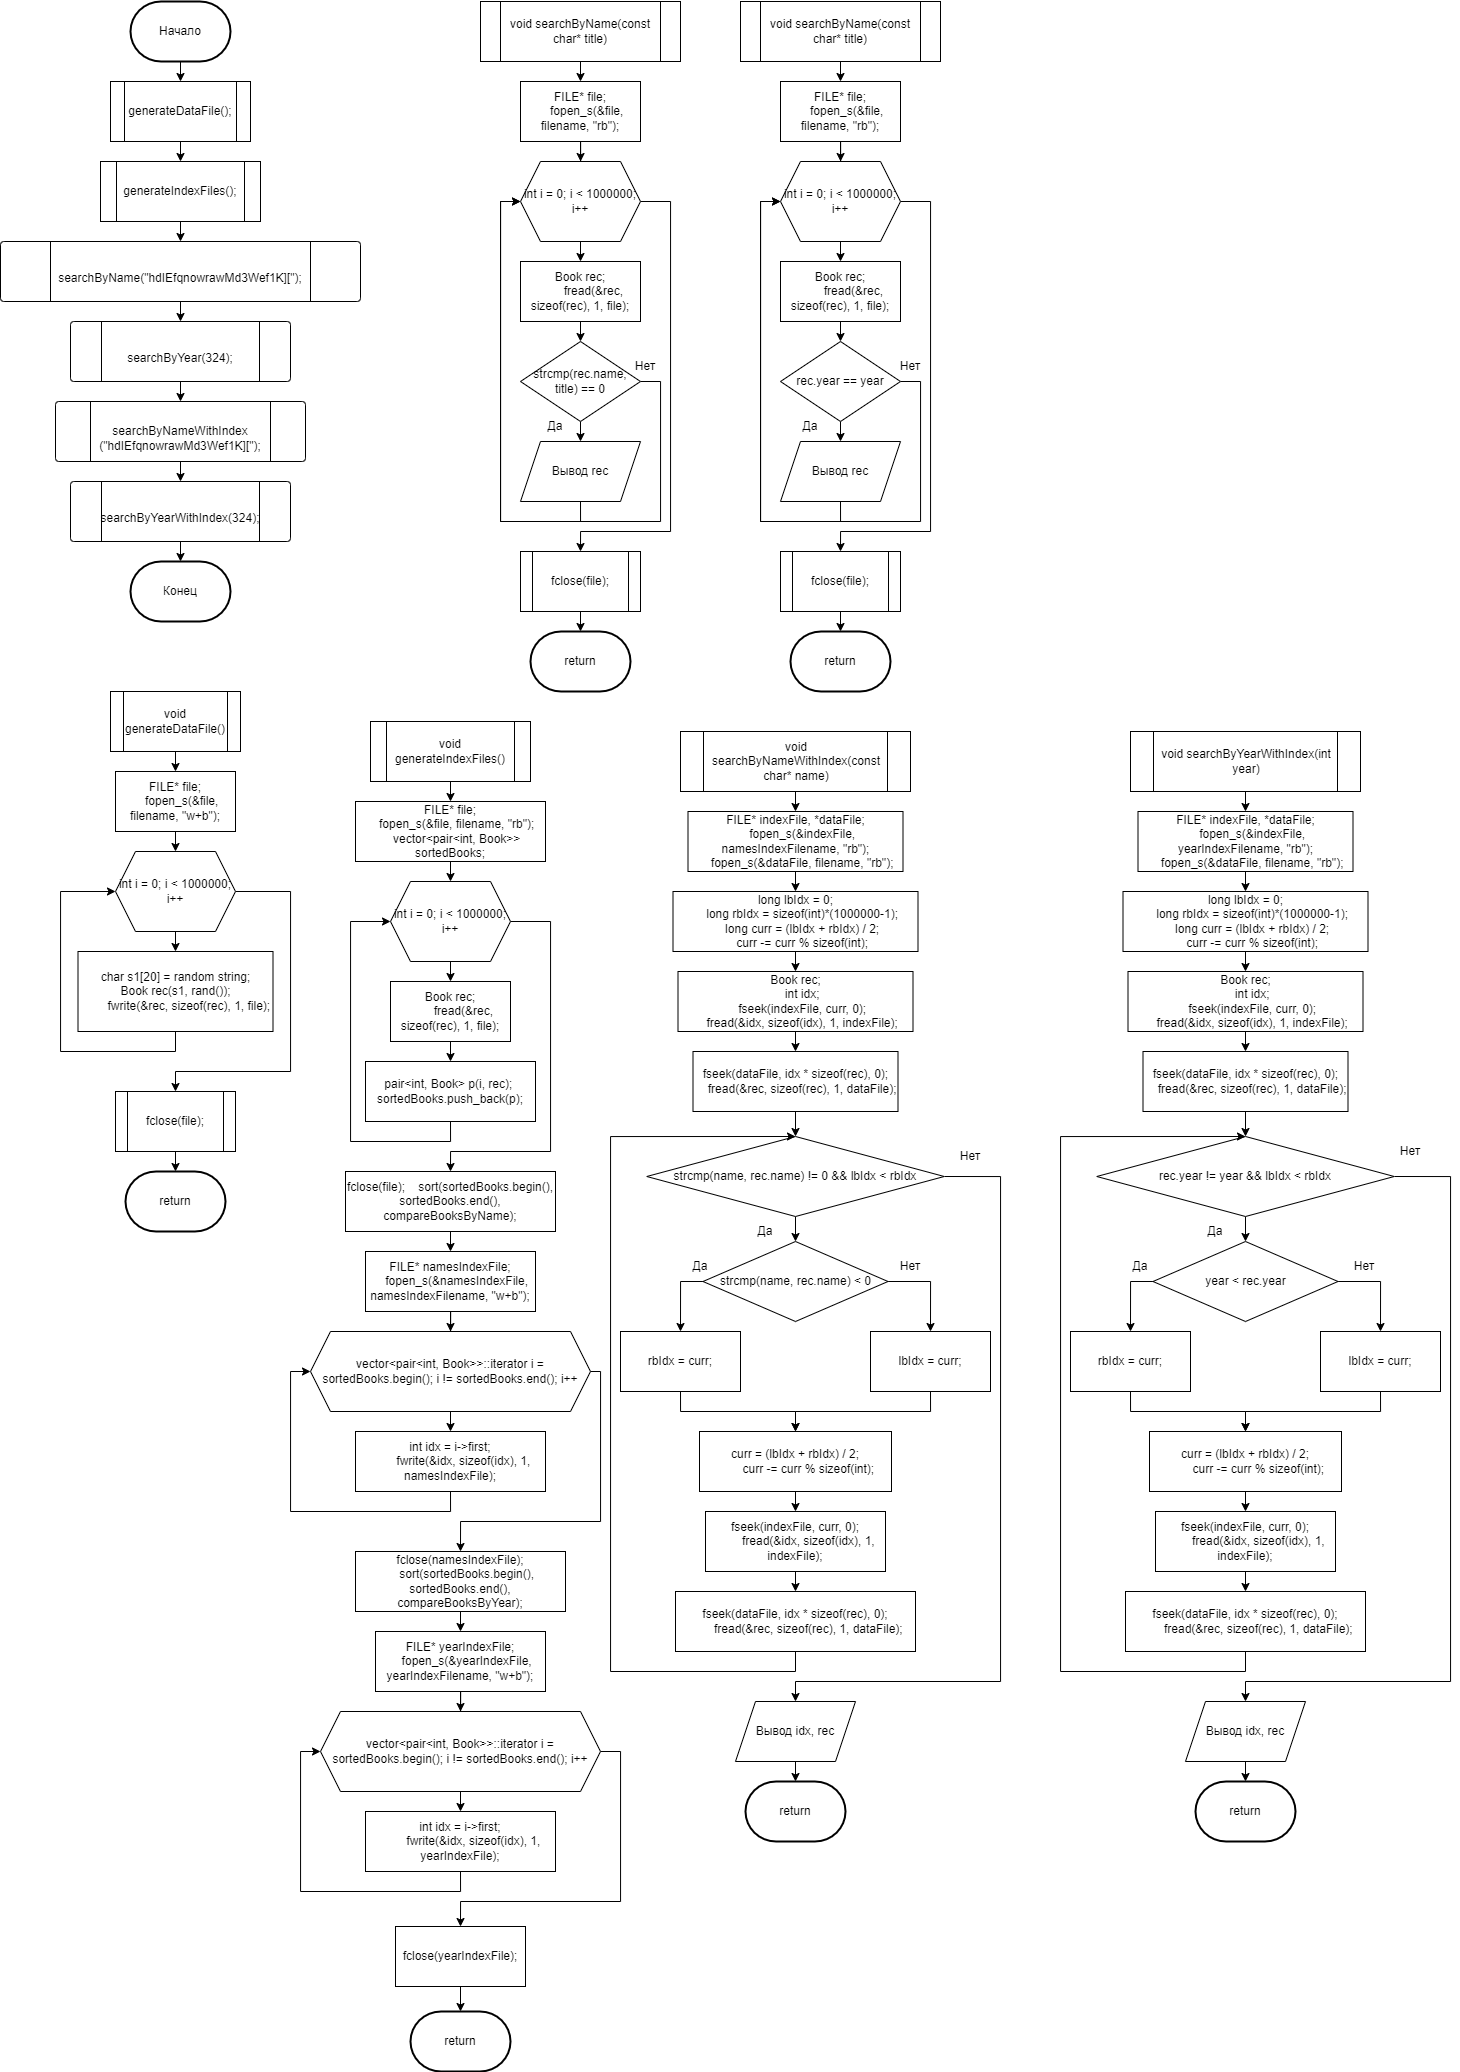 Начало
generateDataFile();
generateIndexFiles();
searchByName("hdlEfqnowrawMd3Wef1K][");
searchByYear(324);
searchByNameWithIndex
("hdlEfqnowrawMd3Wef1K][");
searchByYearWithIndex(324);
Конец
void searchByName(const
char* title)
FILE* file;
fopen_s(&file,
filename, "rb");
int i = 0; i < 1000000;
i++
Book rec;
fread(&rec,
sizeof(rec), 1, file);
strcmp(rec.name,
title) == 0
Нет
Да
Вывод rec
fclose(file);
return
void searchByName(const
char* title)
FILE* file;
fopen_s(&file,
filename, "rb");
int i = 0; i < 1000000;
i++
Book rec;
fread(&rec,
sizeof(rec), 1, file);
rec.year == year
Нет
Да
Вывод rec
fclose(file);
return
void
generateDataFile()
FILE* file;
fopen_s(&file,
filename, "w+b");
int i = 0; i < 1000000;
i++
char s1[20] = random string;
Book rec(s1, rand());
fwrite(&rec, sizeof(rec), 1, file);
fclose(file);
return
void
generateIndexFiles()
FILE* file;
fopen_s(&file, filename, "rb");
vector<pair<int, Book>>
sortedBooks;
int i = 0; i < 1000000;
i++
Book rec;
fread(&rec,
sizeof(rec), 1, file);
pair<int, Book> p(i, rec);
sortedBooks.push_back(p);
fclose(file);    sort(sortedBooks.begin(),
sortedBooks.end(),
compareBooksByName);
FILE* namesIndexFile;
fopen_s(&namesIndexFile,
namesIndexFilename, "w+b");
vector<pair<int, Book>>::iterator i =
sortedBooks.begin(); i != sortedBooks.end(); i++
int idx = i->first;
fwrite(&idx, sizeof(idx), 1,
namesIndexFile);
fclose(namesIndexFile);
sort(sortedBooks.begin(),
sortedBooks.end(),
compareBooksByYear);
FILE* yearIndexFile;
fopen_s(&yearIndexFile,
yearIndexFilename, "w+b");
vector<pair<int, Book>>::iterator i =
sortedBooks.begin(); i != sortedBooks.end(); i++
int idx = i->first;
fwrite(&idx, sizeof(idx), 1,
yearIndexFile);
fclose(yearIndexFile);
return
void
searchByNameWithIndex(const
char* name)
FILE* indexFile, *dataFile;
fopen_s(&indexFile,
namesIndexFilename, "rb");
fopen_s(&dataFile, filename, "rb");
long lbIdx = 0;
long rbIdx = sizeof(int)*(1000000-1);
long curr = (lbIdx + rbIdx) / 2;
curr -= curr % sizeof(int);
Book rec;
int idx;
fseek(indexFile, curr, 0);
fread(&idx, sizeof(idx), 1, indexFile);
fseek(dataFile, idx * sizeof(rec), 0);
fread(&rec, sizeof(rec), 1, dataFile);
strcmp(name, rec.name) != 0 && lbIdx < rbIdx
Нет
Да
strcmp(name, rec.name) < 0
Да
Нет
rbIdx = curr;
lbIdx = curr;
curr = (lbIdx + rbIdx) / 2;
curr -= curr % sizeof(int);
fseek(indexFile, curr, 0);
fread(&idx, sizeof(idx), 1,
indexFile);
fseek(dataFile, idx * sizeof(rec), 0);
fread(&rec, sizeof(rec), 1, dataFile);
Вывод idx, rec
return
void searchByYearWithIndex(int
year)
FILE* indexFile, *dataFile;
fopen_s(&indexFile,
yearIndexFilename, "rb");
fopen_s(&dataFile, filename, "rb");
long lbIdx = 0;
long rbIdx = sizeof(int)*(1000000-1);
long curr = (lbIdx + rbIdx) / 2;
curr -= curr % sizeof(int);
Book rec;
int idx;
fseek(indexFile, curr, 0);
fread(&idx, sizeof(idx), 1, indexFile);
fseek(dataFile, idx * sizeof(rec), 0);
fread(&rec, sizeof(rec), 1, dataFile);
rec.year != year && lbIdx < rbIdx
Нет
Да
year < rec.year
Да
Нет
rbIdx = curr;
lbIdx = curr;
curr = (lbIdx + rbIdx) / 2;
curr -= curr % sizeof(int);
fseek(indexFile, curr, 0);
fread(&idx, sizeof(idx), 1,
indexFile);
fseek(dataFile, idx * sizeof(rec), 0);
fread(&rec, sizeof(rec), 1, dataFile);
Вывод idx, rec
return